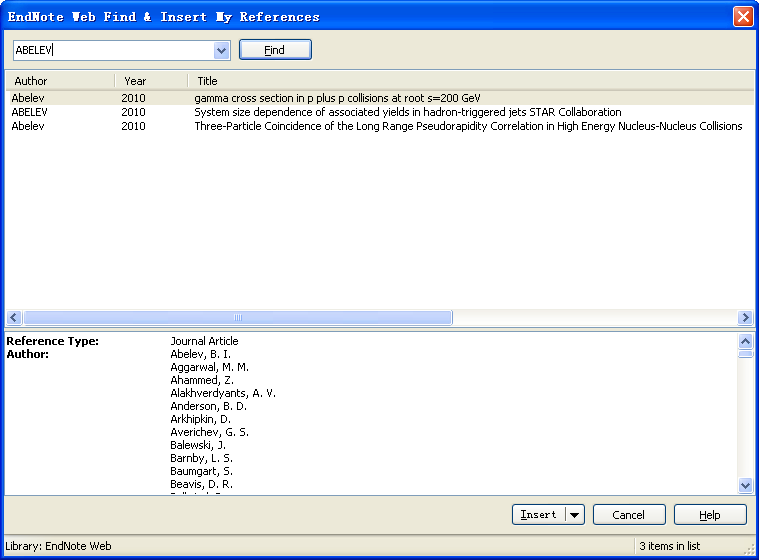 EndNote Web Find & Insert My References
ABELEV Find
Author Year Title
Abelev 2010 gamma cross section in p plus p collisions at root s=200 GeV
ABELEV 2010 System size dependence of associated yields in hadron-triggered jets STAR Collaboration
Abelev 2010 Three-Particle Coincidence of the Long Range Pseudorapidity Correlation in High Energy Nucleus-Nucleus Collisions
Reference Type: Journal Article
Author: Abelev, B. I.
Aggarwal, M. M.
Ahammed, Z.
Alakhverdyants, A. V.
Anderson, B. D.
Arkhipkin, D.
Averichev, G. S.
Balewski, J.
Barnby, L. S.
Baumgart, S.
Beavis, D. R.
Insert Cancel Help
Library: EndNote Web 3 items in list